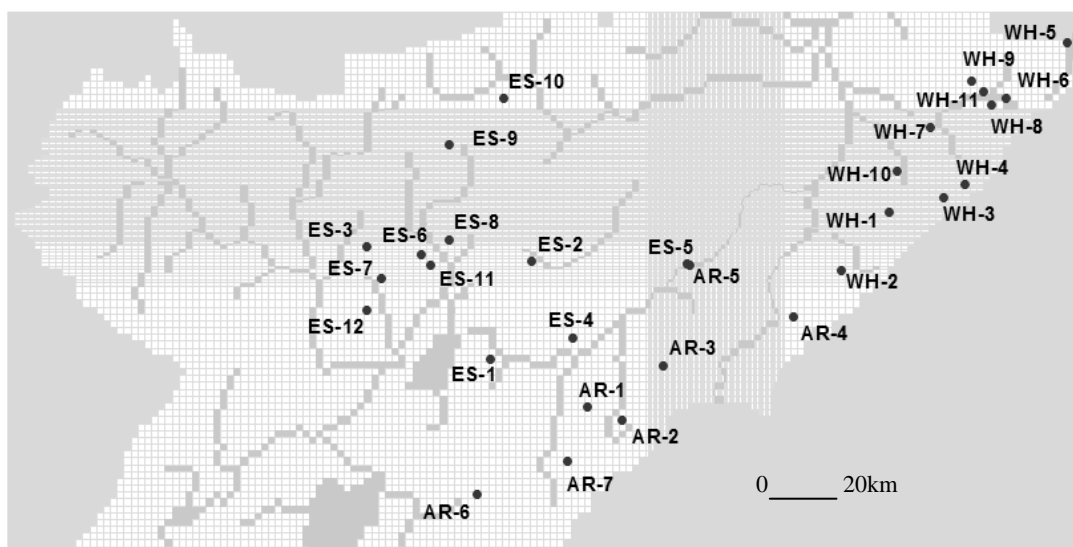 WH-5
WH-9
ES-10
WH-6
WH-11
WH-8
WH-7
ES-9
WH-10
WH-4
WH-3
WH-1
ES-3
ES-6
ES-8
ES-2
ES-5
ES-7
ES-11
AR-5
WH-2
ES-12
ES-4
AR-4
AR-3
ES-1
AR-1
AR-2
AR-7
0 20km
AR-6